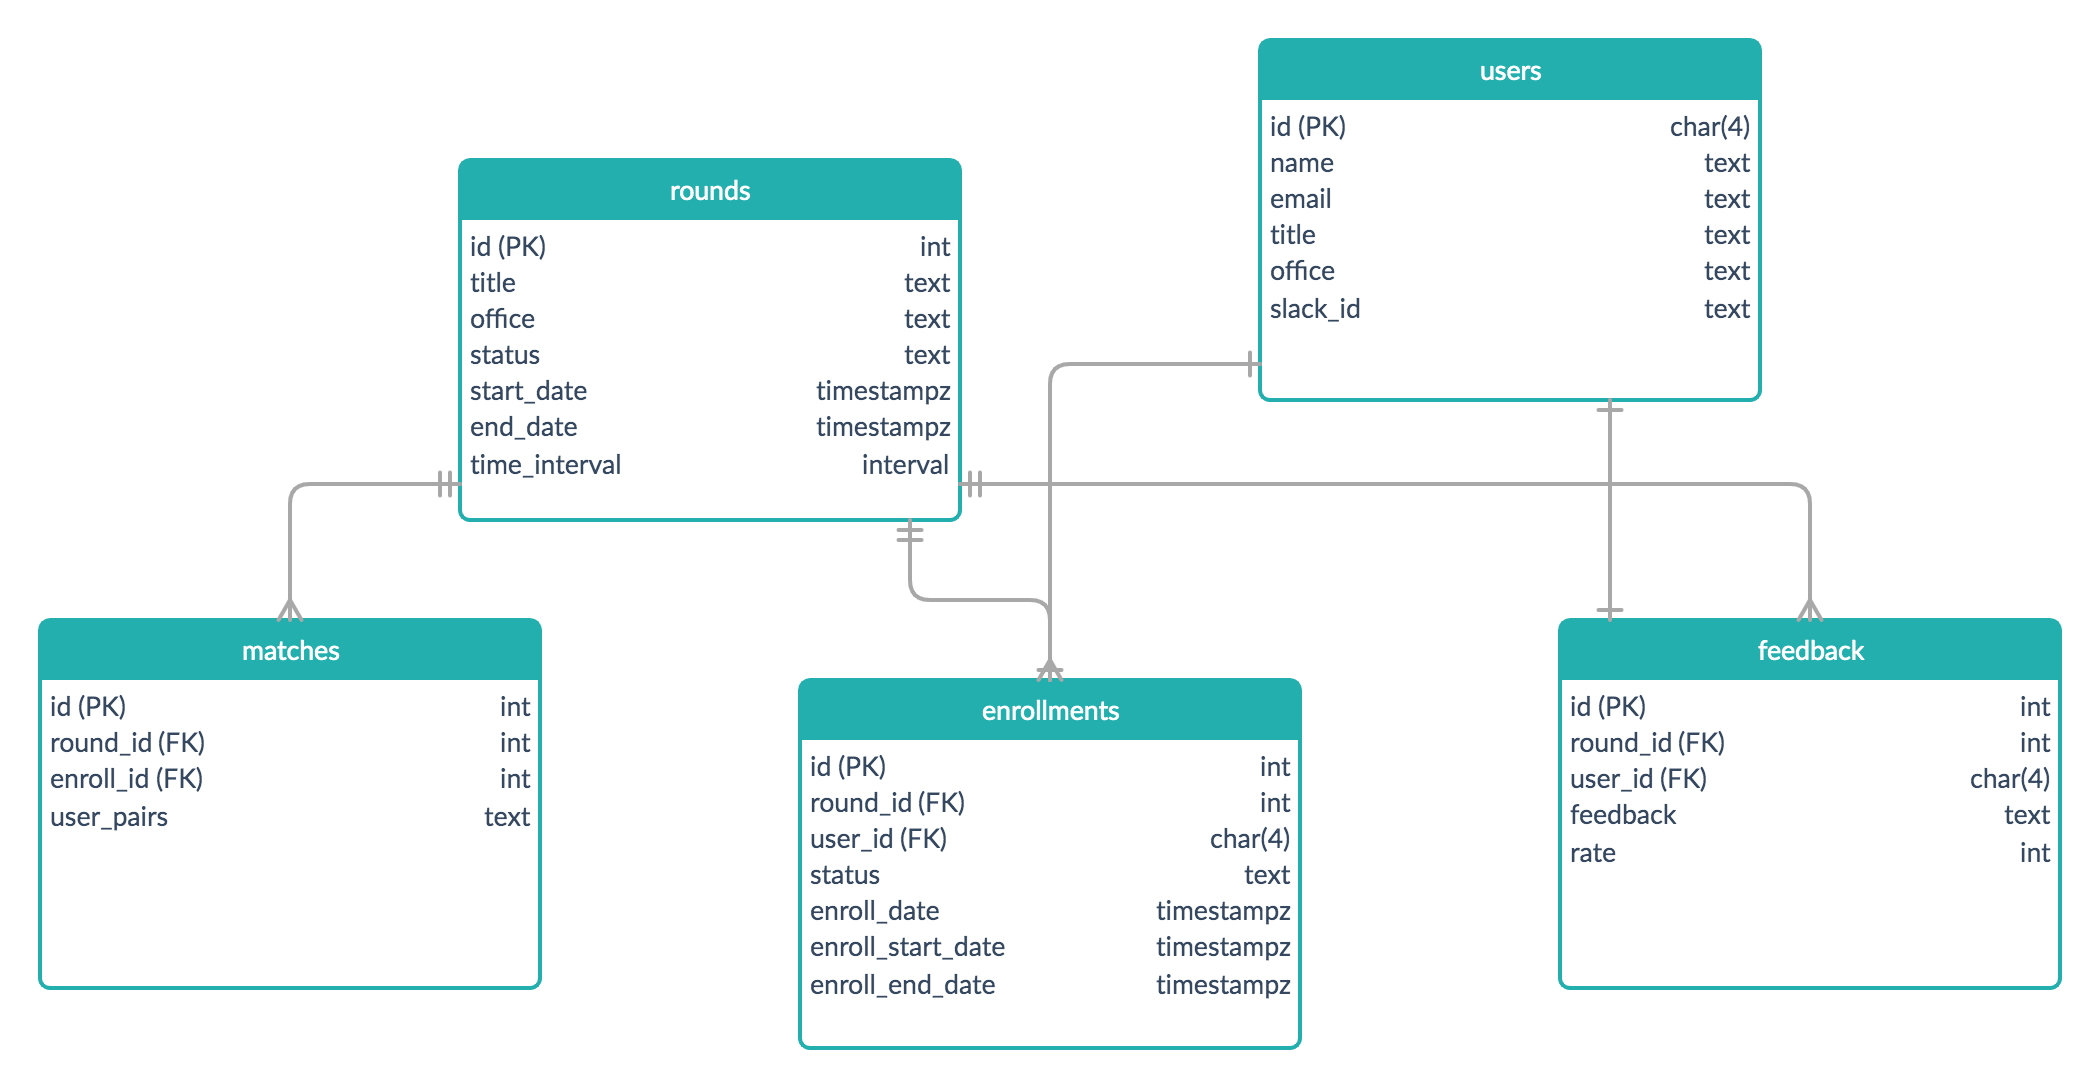 users
id (PK) char(4)
name text
email text
title text
office text
slack_id text
rounds
id (PK) int
title text
office text
status text
start_date timestampz
end_date timestampz
time_interval interval
matches
id (PK) int
round_id (FK) int
enroll_id (FK) int
user_pairs text
enrollments
id (PK) int
round_id (FK) int
user_id (FK) char(4)
status text
enroll_date timestampz
enroll_start_date timestampz
enroll_end_date timestampz
feedback
id (PK) int
round_id (FK) int
user_id (FK) char(4)
feedback text
rate int